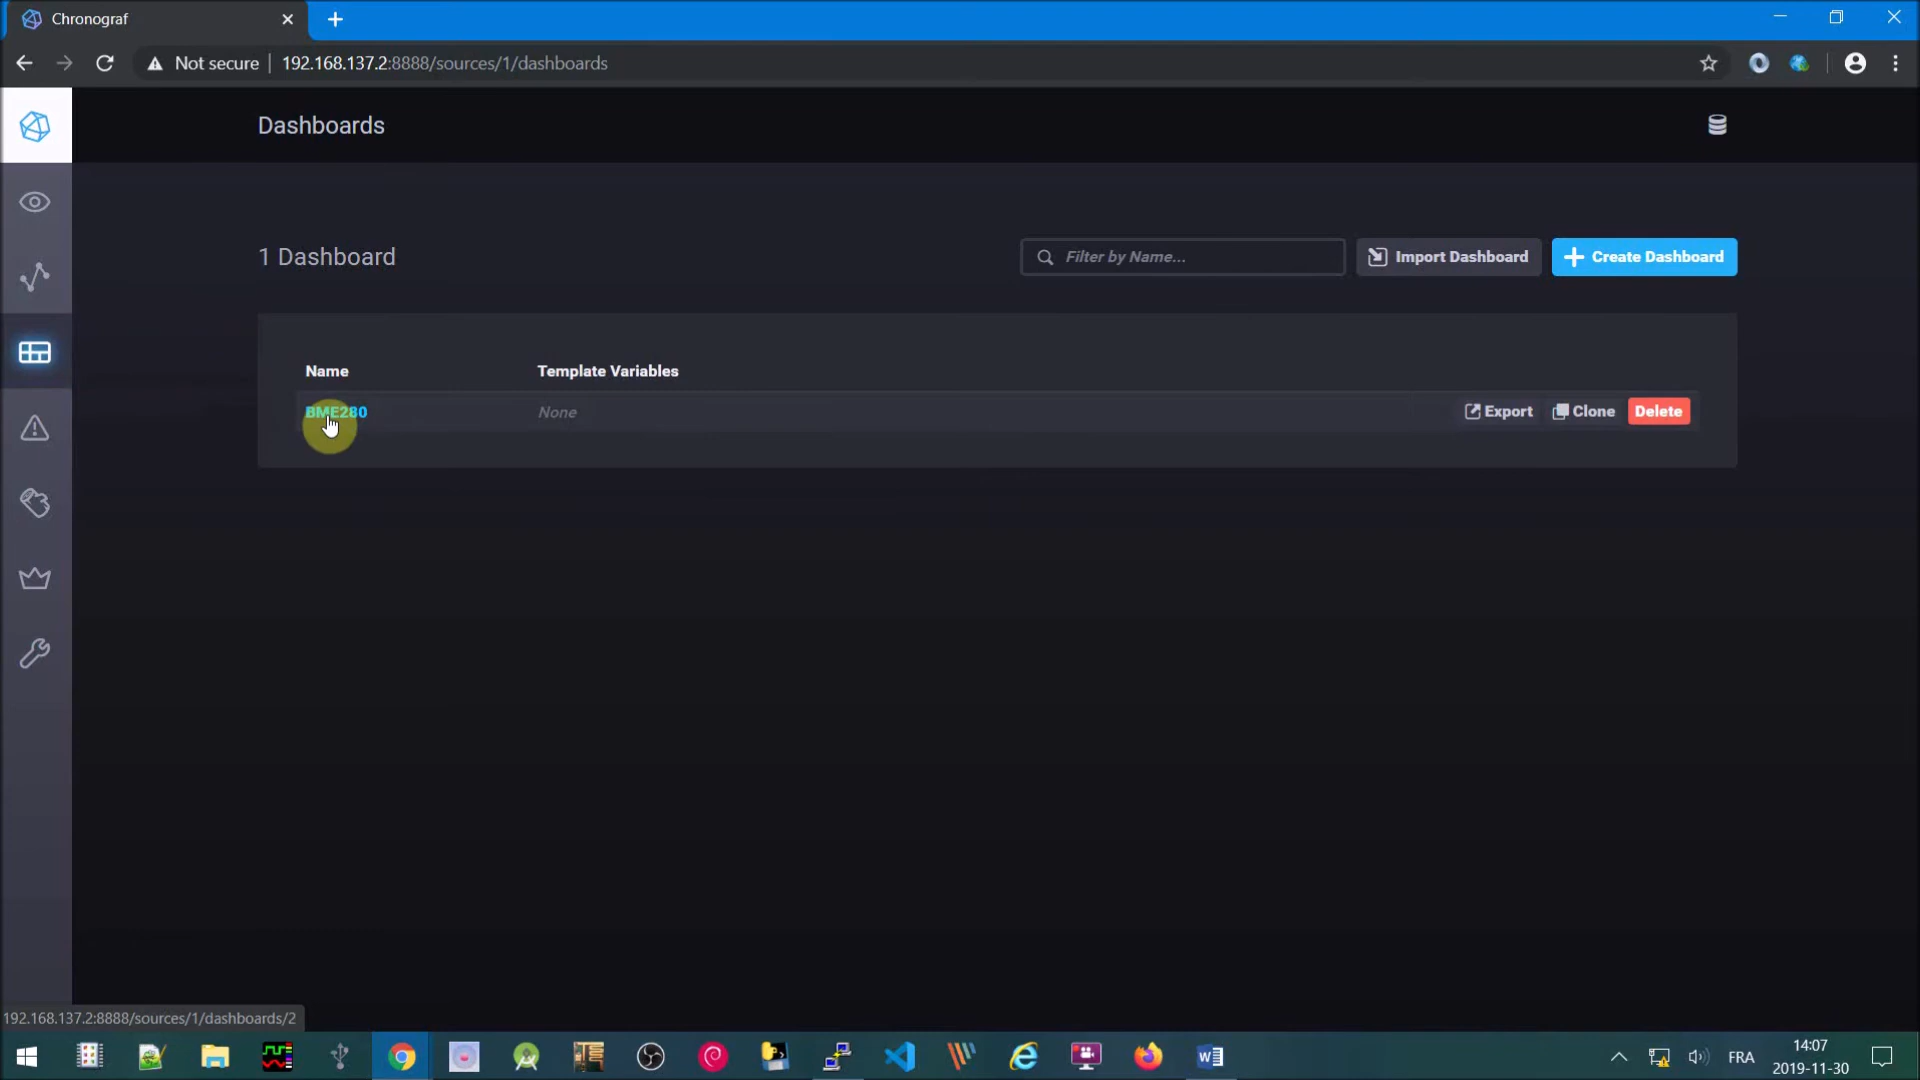 Chronograf
Not secure 192.168.137.2:8888/sources/1/dashboards
Dashboards
1 Dashboard
Filter by Name...
Import Dashboard
Create Dashboard
Name Template Variables
BME280 None Export Clone Delete
192.168.137.2:8888/sources/1/dashboards/2
FRA
14:07
2019-11-30